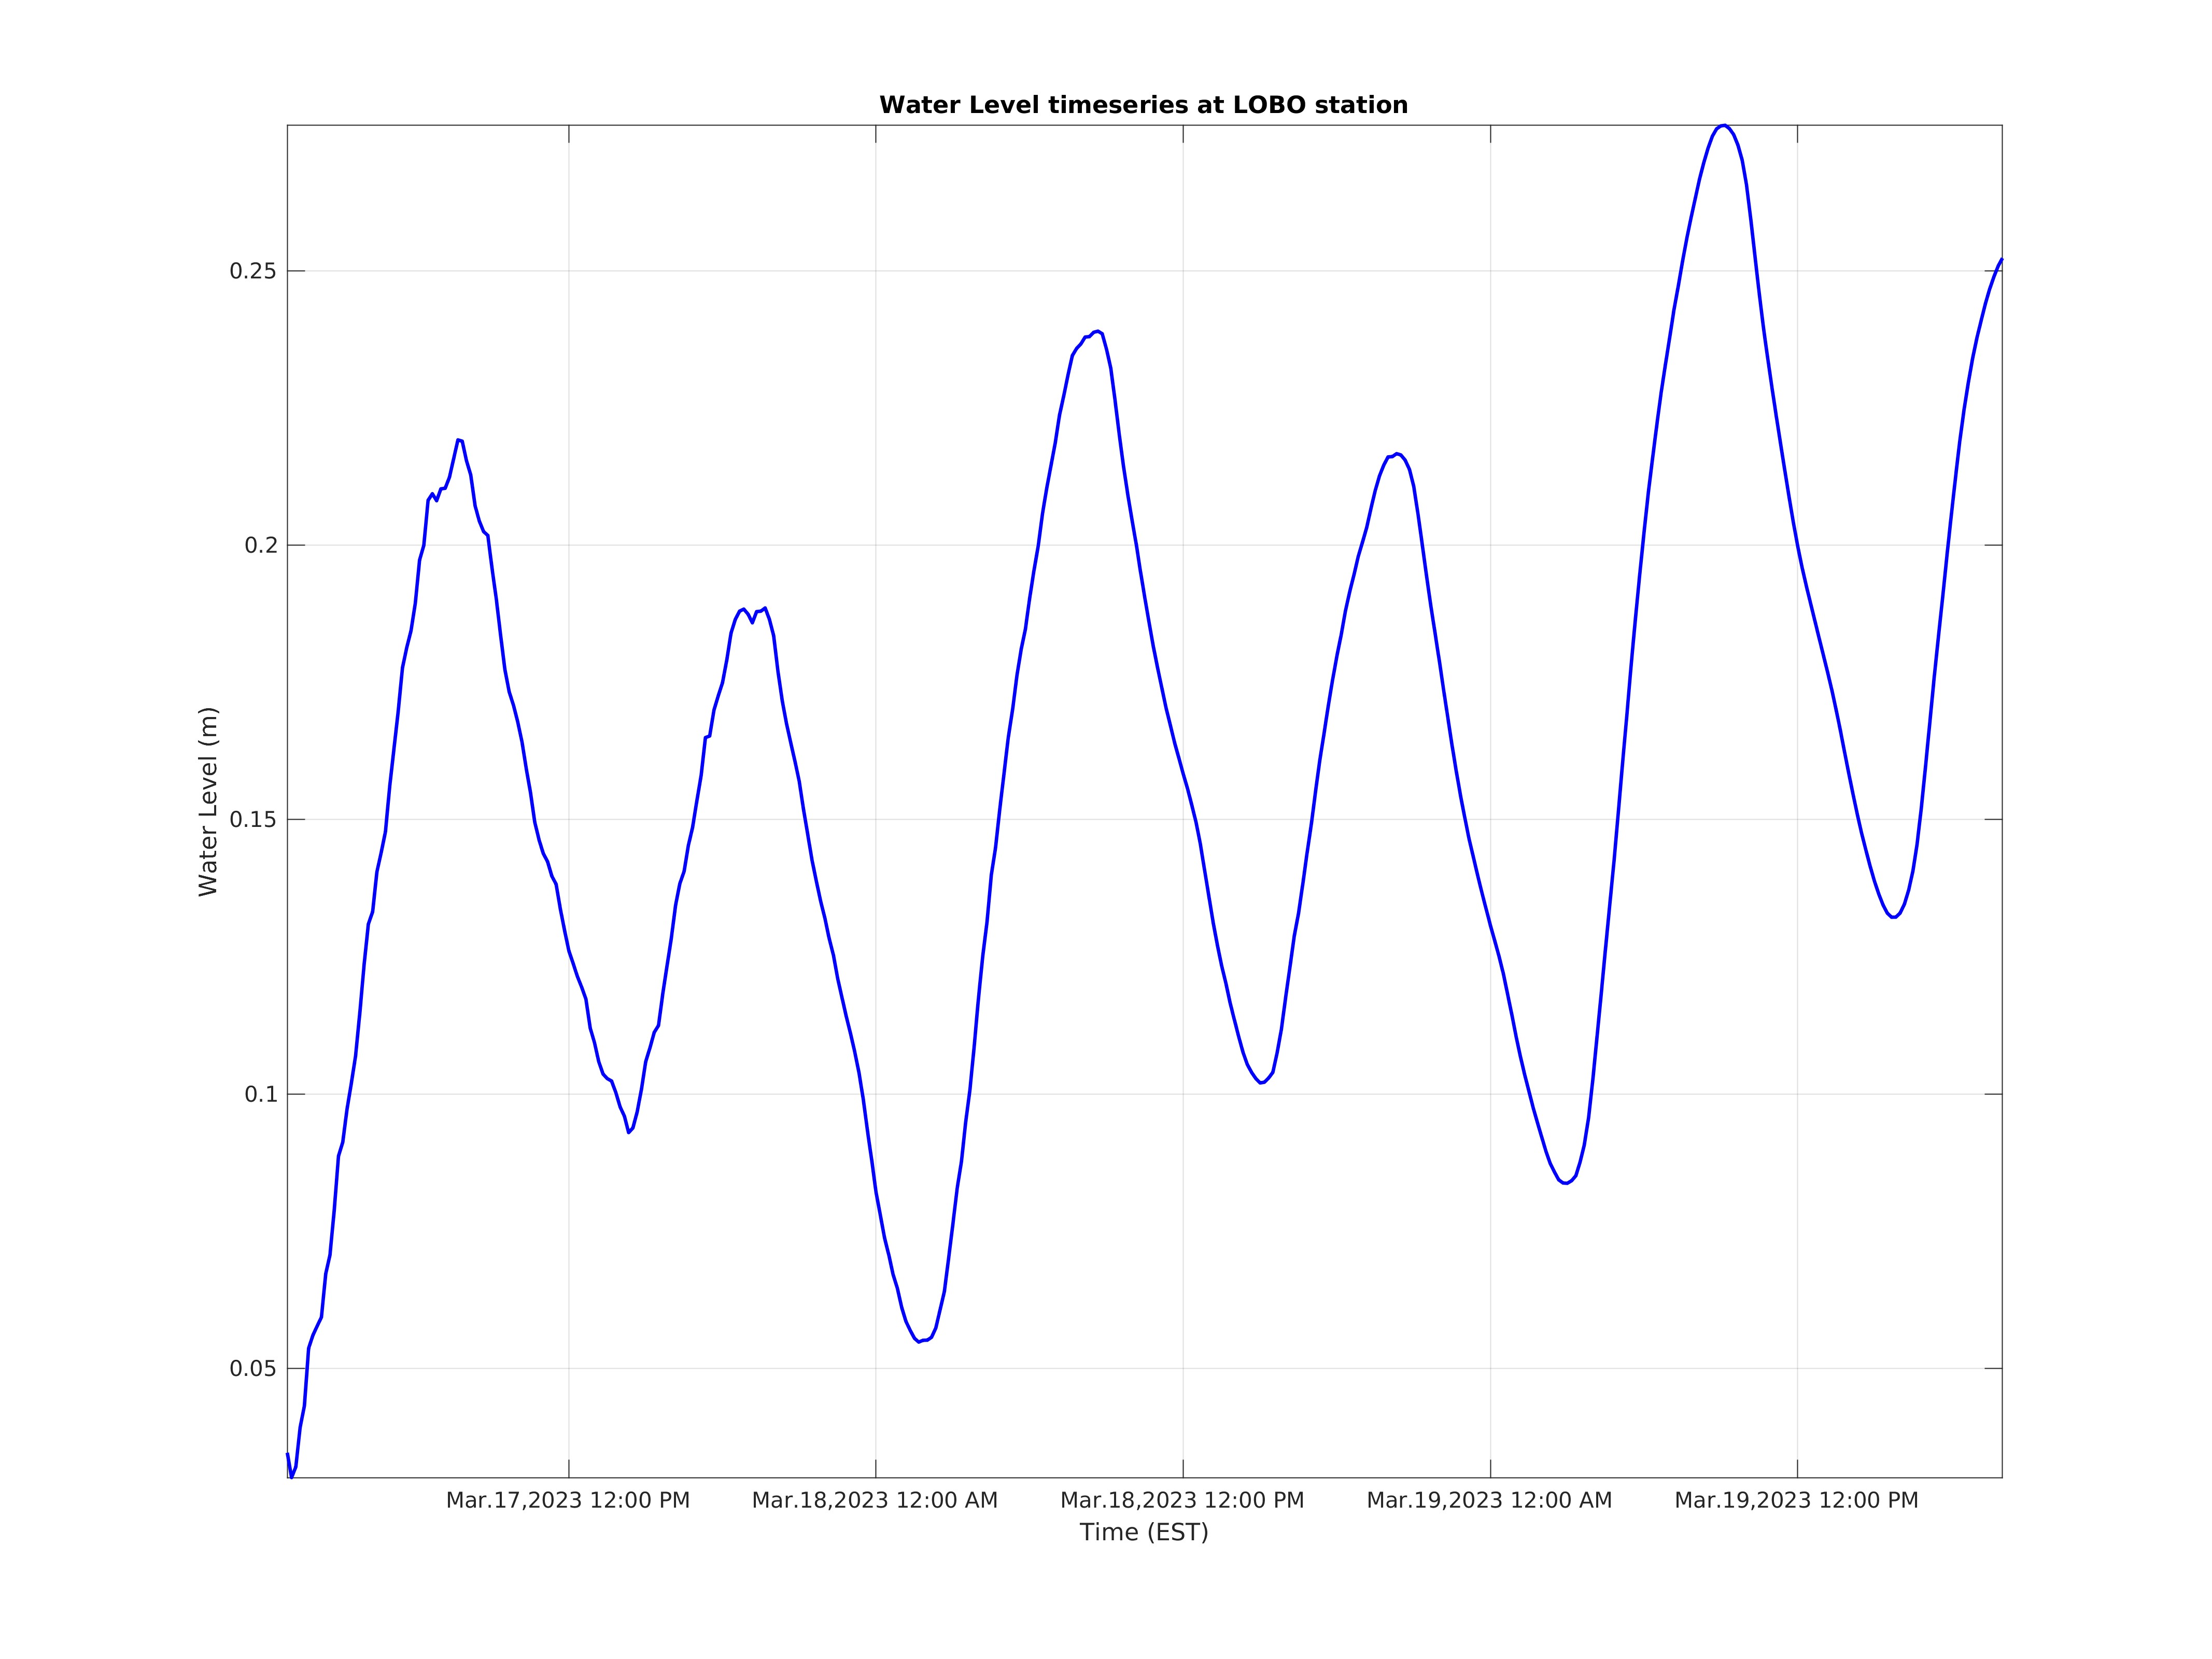 Water Level timeseries at LOBO station
0.25
0.2
0.15
0.1
0.05
Water Level (m)
Mar.17,2023 12:00 PM
Mar.18,2023 12:00 AM
Mar.18,2023 12:00 PM
Mar.19,2023 12:00 AM
Mar.19,2023 12:00 PM
Time (EST)